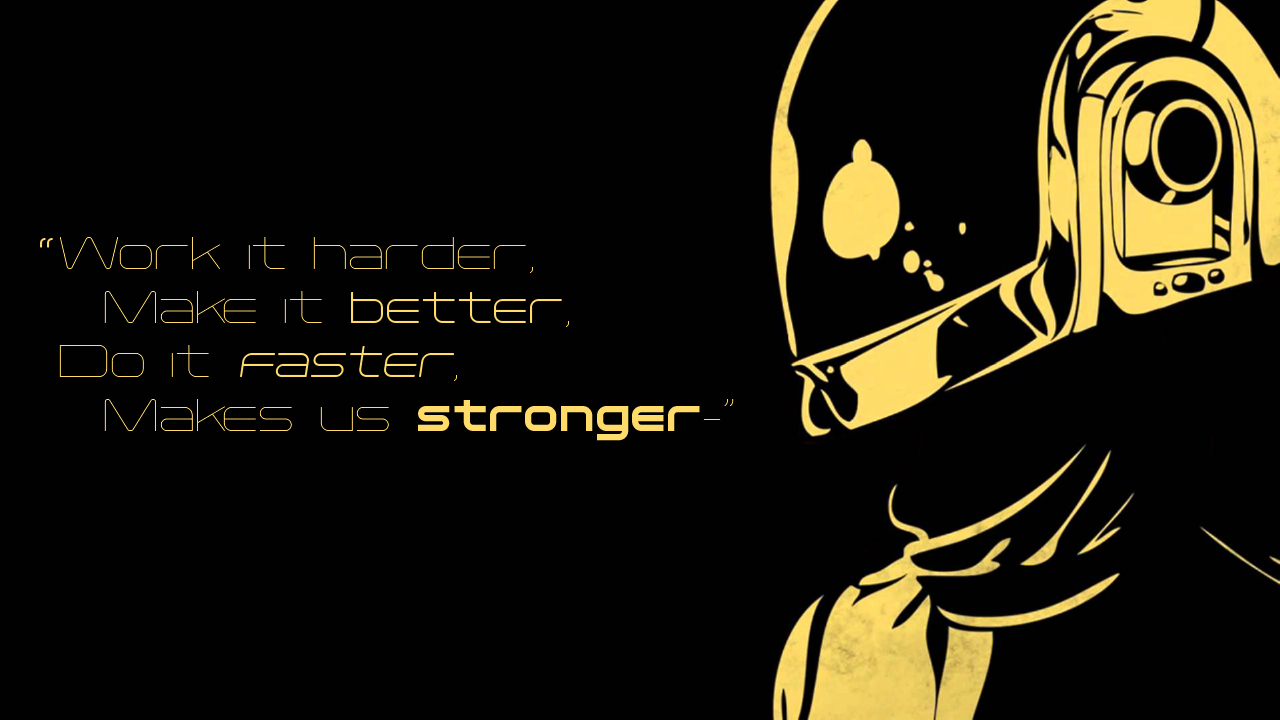 “Work it harder,
Make it better,
Do it faster,
Makes us stronger-”